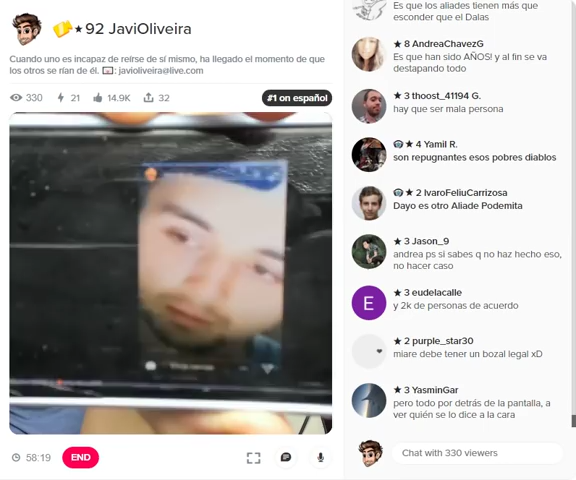 ★ 92 JaviOliveira
Cuando uno es incapaz de reírse de sí mismo, ha llegado el momento de que
los otros se rían de él. 📧: javioliveira@live.com
330
21
14.9K
32
#1 on español
58:19
END
Es que los aliades tienen más que
esconder que el Dalas
★ 8 AndreaChavezG
Es que han sido AÑOS! y al fin se va
destapando todo
★ 3 thoost_41194 G.
hay que ser mala persona
★ 4 Yamil R.
son repugnantes esos pobres diablos
★ 2 IvaroFeliuCarrizosa
Dayo es otro Aliade Podemita
★ 3 Jason_9
andrea ps si sabes q no haz hecho eso,
no hacer caso
E
★ 3 eudelacalle
y 2k de personas de acuerdo
★ 2 purple_star30
miare debe tener un bozal legal xD
★ 3 YasminGar
pero todo por detrás de la pantalla, a
ver quién se lo dice a la cara
Chat with 330 viewers